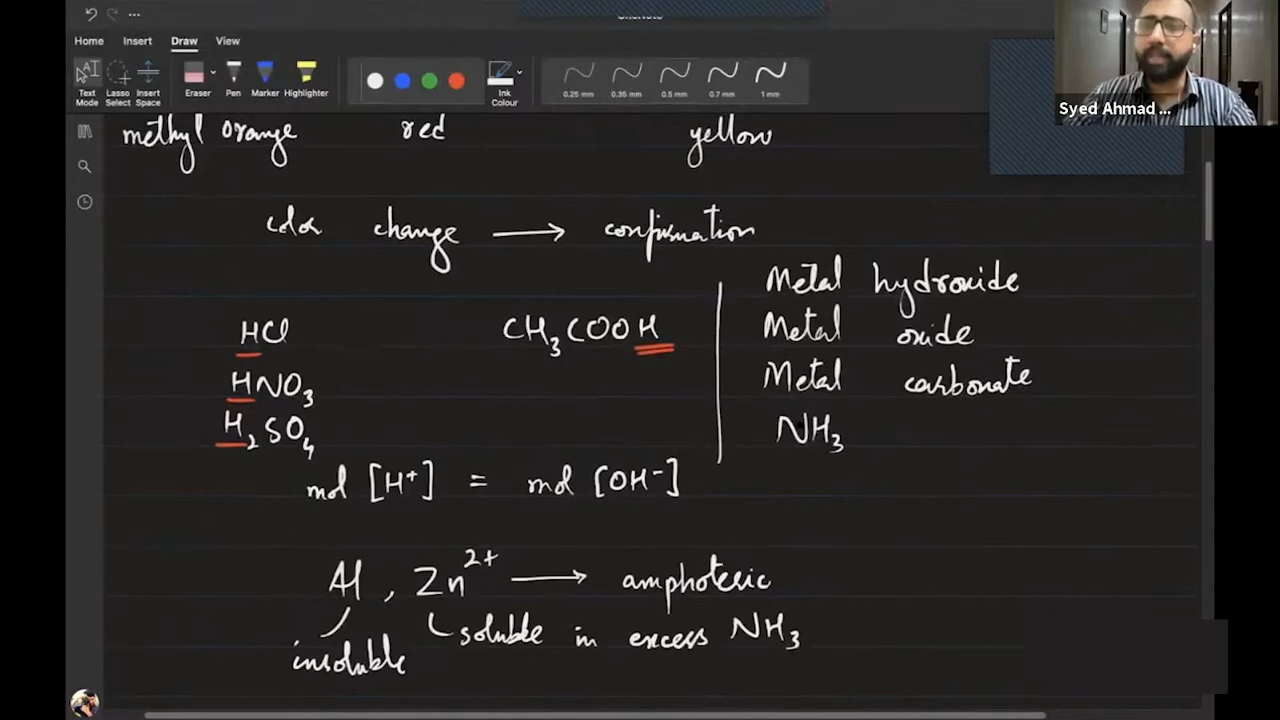 Home Insert Draw View
Text Mode
Lasso Select
Insert Space
Eraser
Pen
Marker
Highlighter
Ink Colour
0.25 mm
0.35 mm
0.5 mm
0.7 mm
1 mm
Syed Ahmad ...
methyl orange red yellow
color change → confirmation
HCl
HNO₃
H₂SO₄
CH₃COOH
Metal hydroxide
Metal oxide
Metal carbonate
NH₃
mol [H⁺] = mol [OH⁻]
Al, Zn²⁺ → amphoteric
insoluble
soluble in excess NH₃